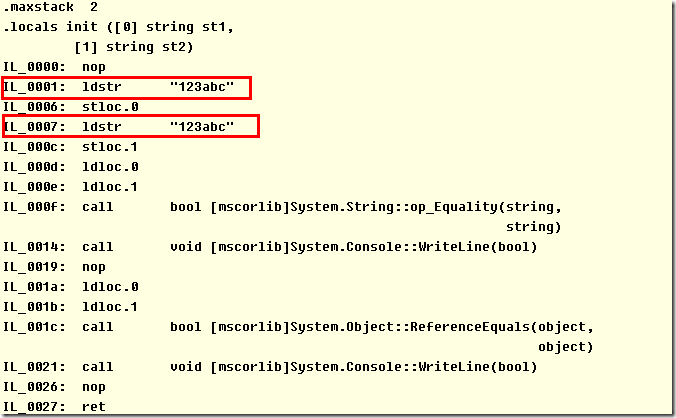 .maxstack  2
.locals init ([0] string st1,
         [1] string st2)
IL_0000:  nop
IL_0001:  ldstr      "123abc"
IL_0006:  stloc.0
IL_0007:  ldstr      "123abc"
IL_000c:  stloc.1
IL_000d:  ldloc.0
IL_000e:  ldloc.1
IL_000f:  call       bool [mscorlib]System.String::op_Equality(string,
                                                               string)
IL_0014:  call       void [mscorlib]System.Console::WriteLine(bool)
IL_0019:  nop
IL_001a:  ldloc.0
IL_001b:  ldloc.1
IL_001c:  call       bool [mscorlib]System.Object::ReferenceEquals(object,
                                                                   object)
IL_0021:  call       void [mscorlib]System.Console::WriteLine(bool)
IL_0026:  nop
IL_0027:  ret